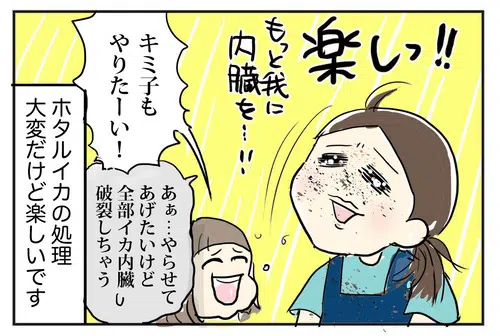 楽しっ!!
もっと我に
内臓を…!!
キミ子も
やりたーい!
あぁ…やらせて
あげたいけど
全部イカ内臓
破裂しちゃう
ホタルイカの処理
大変だけど楽しいです